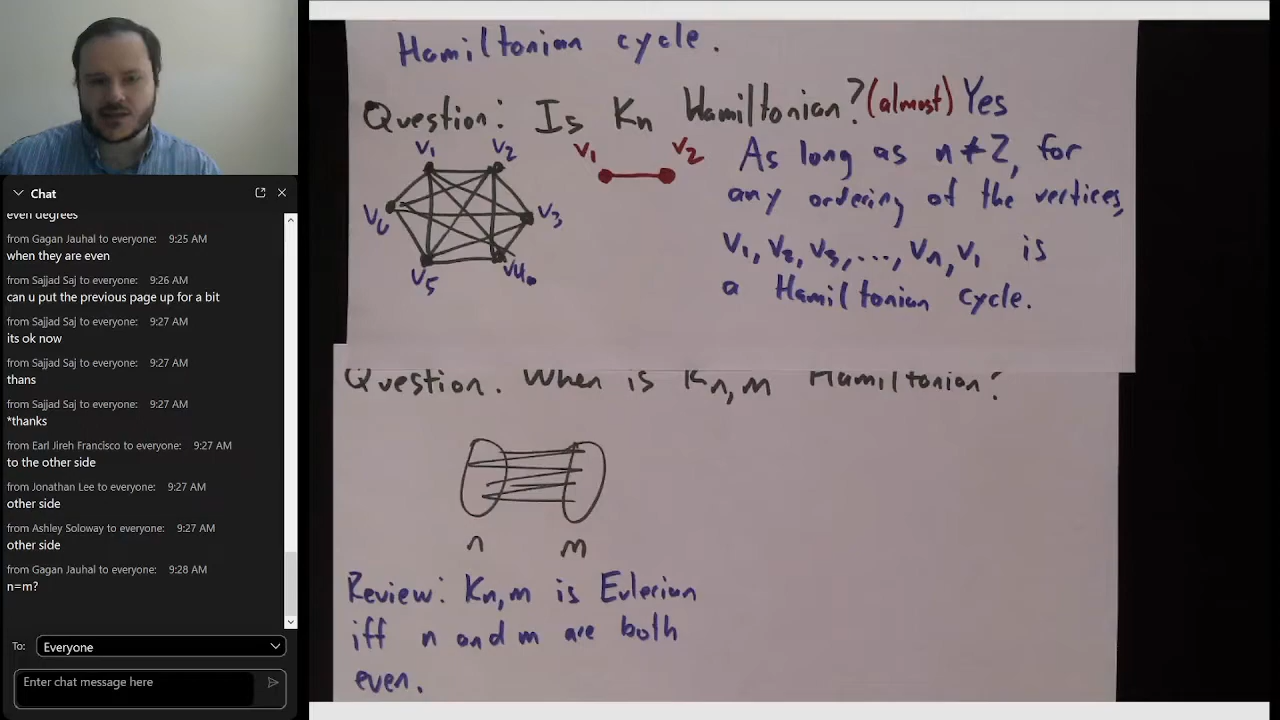 Chat
even degrees
from Gagan Jauhal to everyone: 9:25 AM
when they are even
from Sajjad Saj to everyone: 9:26 AM
can u put the previous page up for a bit
from Sajjad Saj to everyone: 9:27 AM
its ok now
from Sajjad Saj to everyone: 9:27 AM
thans
from Sajjad Saj to everyone: 9:27 AM
*thanks
from Earl Jireh Francisco to everyone: 9:27 AM
to the other side
from Jonathan Lee to everyone: 9:27 AM
other side
from Ashley Soloway to everyone: 9:27 AM
other side
from Gagan Jauhal to everyone: 9:28 AM
n=m?
To: Everyone
Enter chat message here
Hamiltonian cycle.
Question: Is Kn Hamiltonian? (almost) Yes
v1 v2
v6 v3
v5 v4
v1 v2
As long as n ≠ 2, for
any ordering of the vertices,
v1, v2, v3, ..., vn, v1 is
a Hamiltonian cycle.
Question. When is Kn,m Hamiltonian?
n m
Review: Kn,m is Eulerian
iff n and m are both
even.